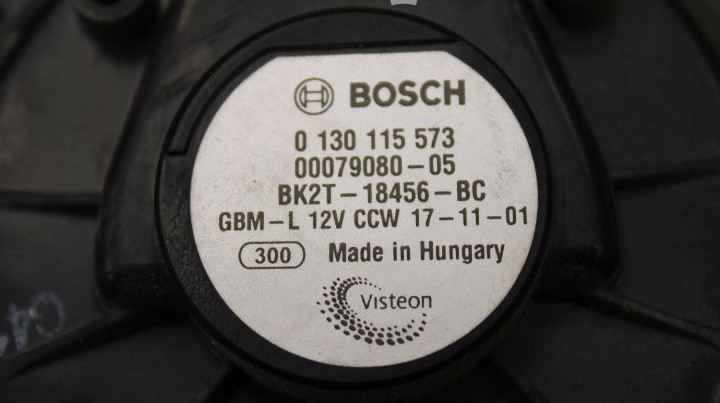 BOSCH
0 130 115 573
00079080-05
BK2T-18456-BC
GBM-L 12V CCW 17-11-01
300 Made in Hungary
Visteon